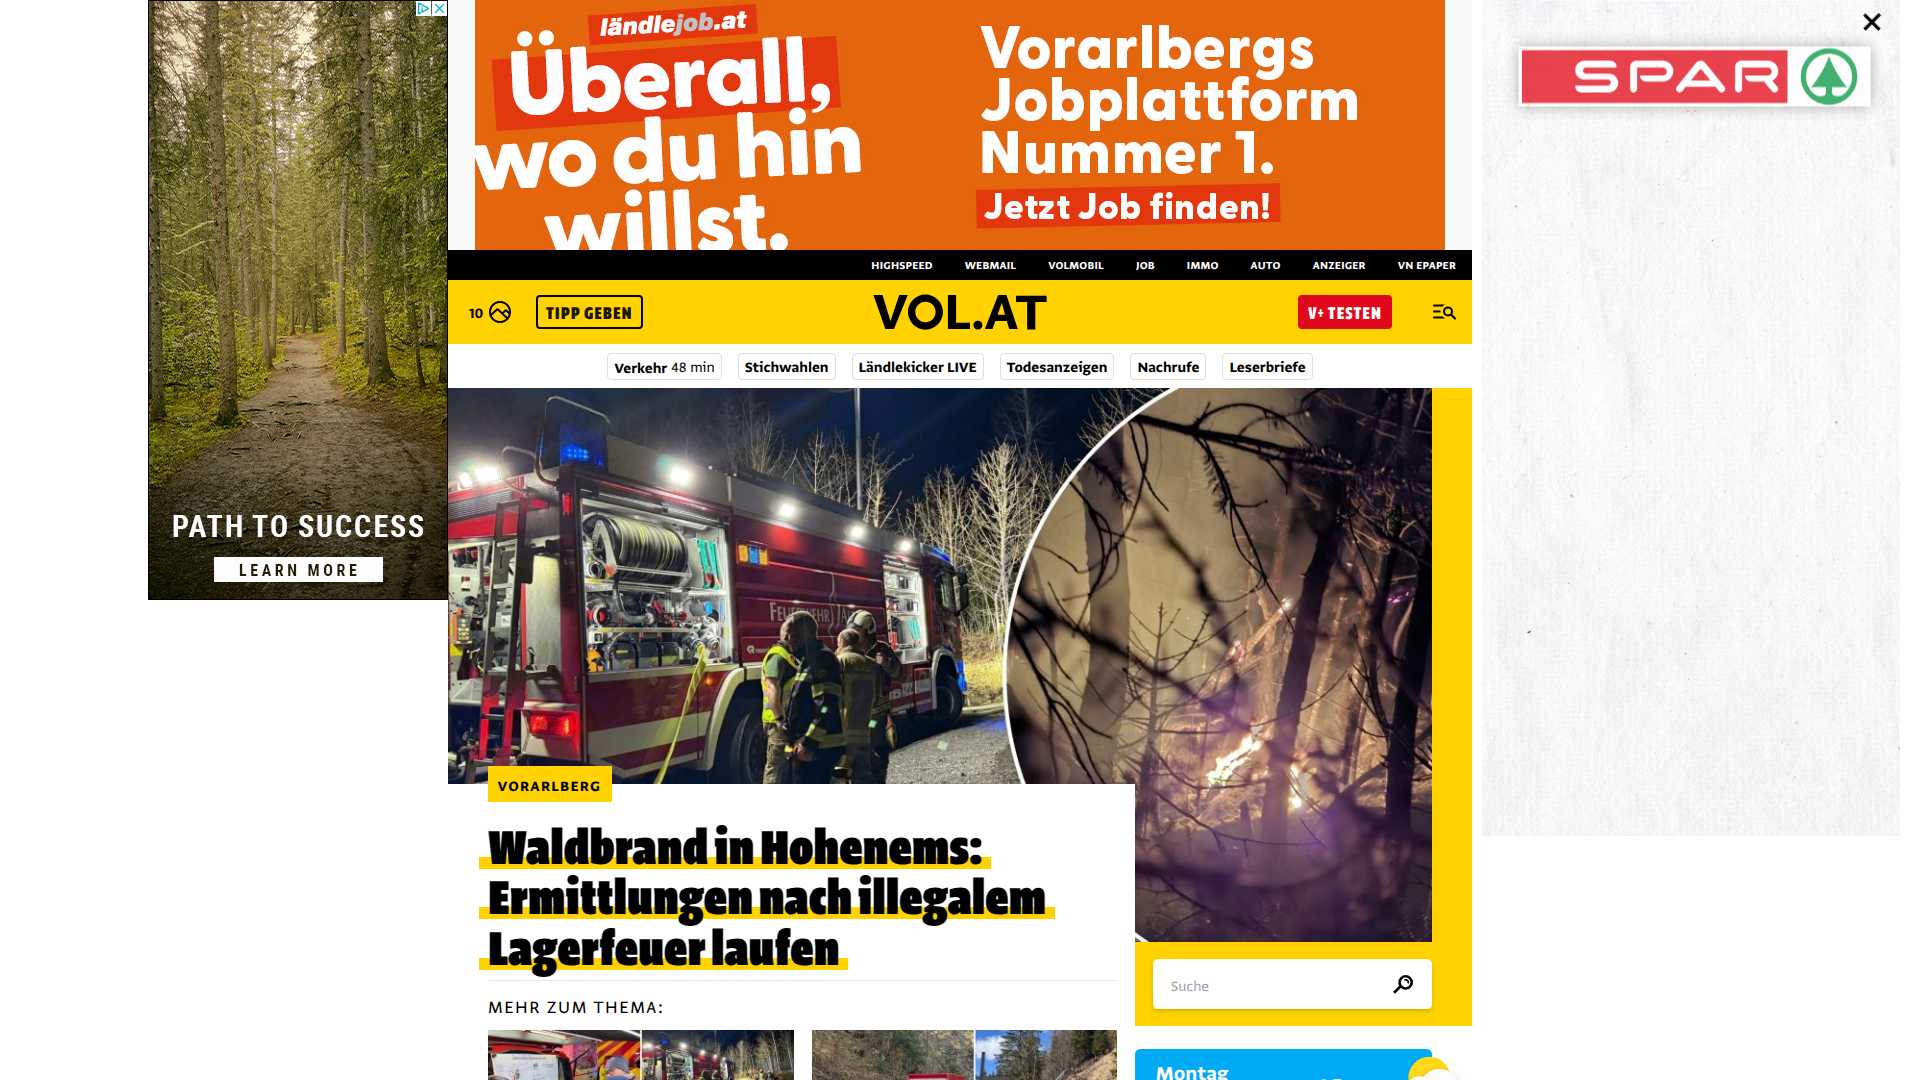 PATH TO SUCCESS
LEARN MORE
ländlejob.at
Überall,
wo du hin
willst.
Vorarlbergs
Jobplattform
Nummer 1.
Jetzt Job finden!
SPAR
HIGHSPEED WEBMAIL VOLMOBIL JOB IMMO AUTO ANZEIGER VN EPAPER
10 TIPP GEBEN VOL.AT V+ TESTEN
Verkehr 48 min Stichwahlen Ländlekicker LIVE Todesanzeigen Nachrufe Leserbriefe
VORARLBERG
Waldbrand in Hohenems:
Ermittlungen nach illegalem
Lagerfeuer laufen
MEHR ZUM THEMA:
Suche
Montag